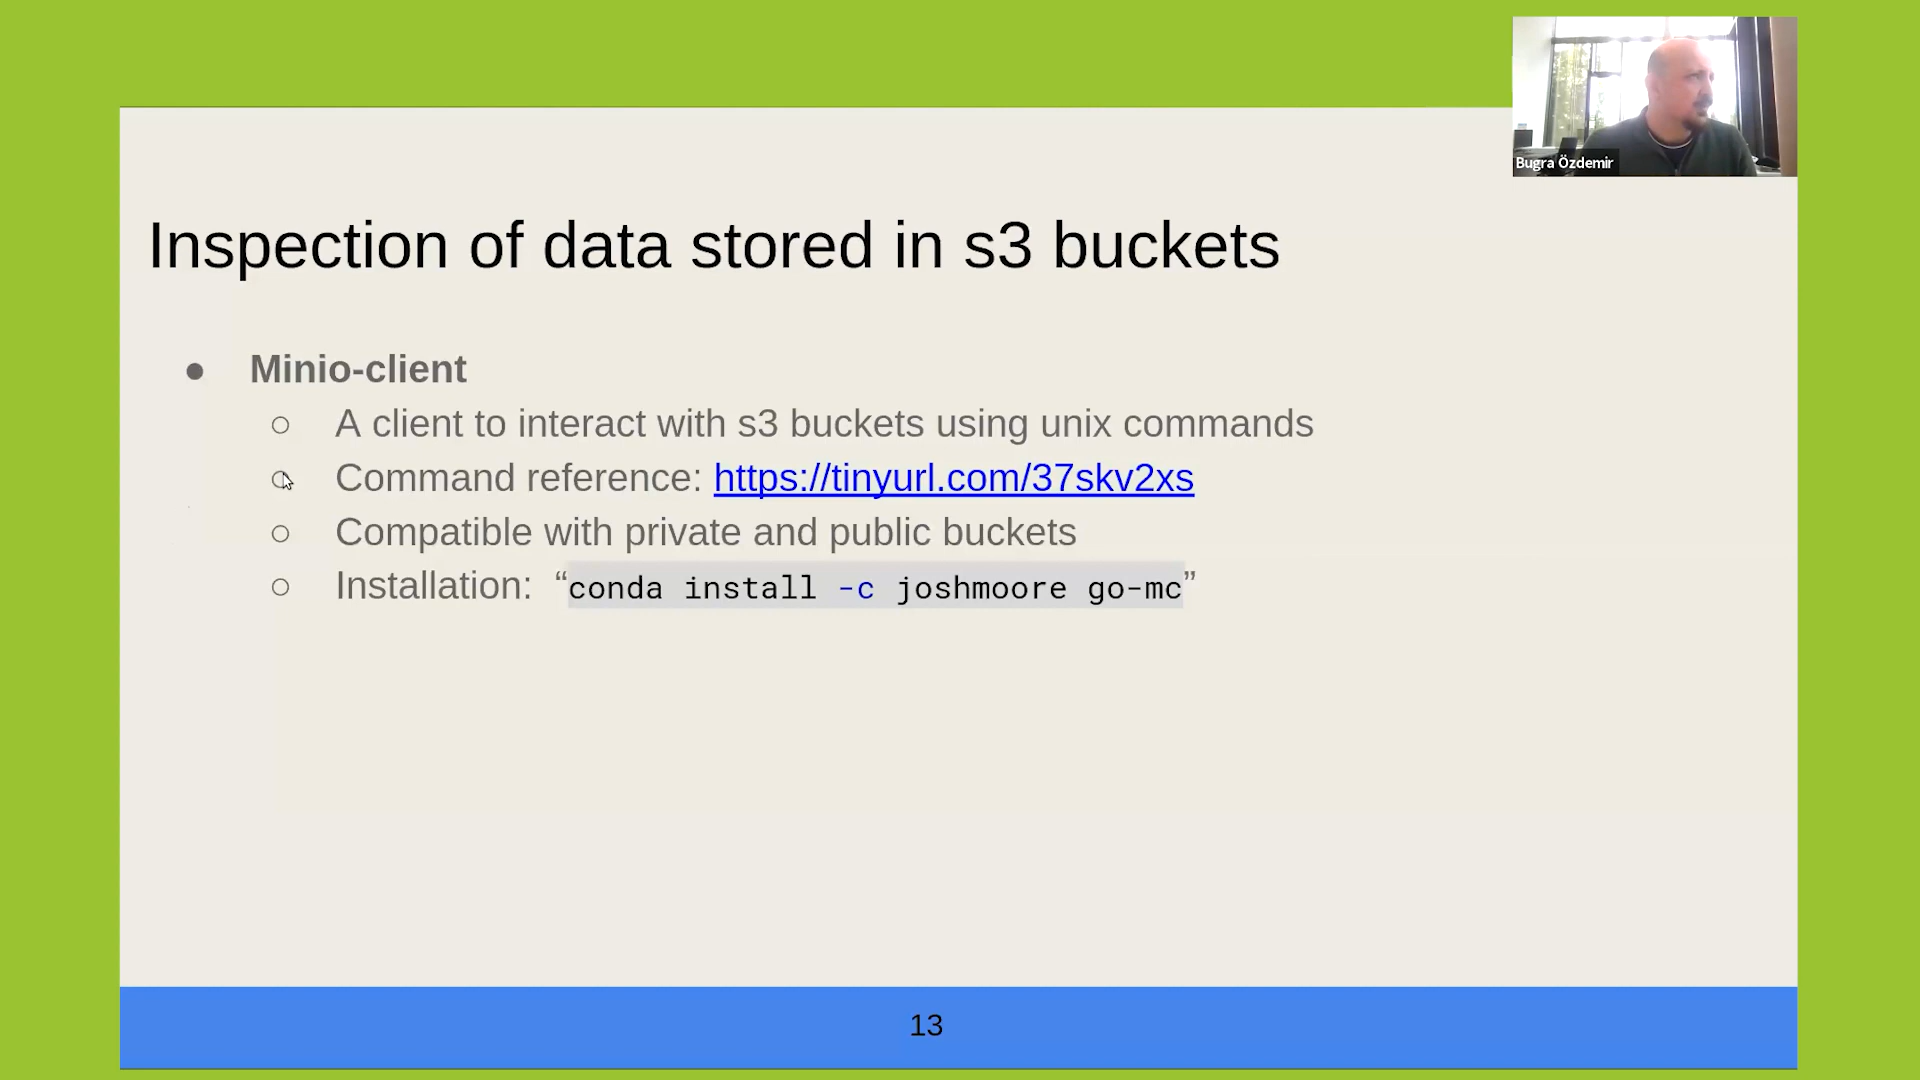 Bugra Özdemir
Inspection of data stored in s3 buckets
● Minio-client
○ A client to interact with s3 buckets using unix commands
○ Command reference: https://tinyurl.com/37skv2xs
○ Compatible with private and public buckets
○ Installation: “conda install -c joshmoore go-mc”
13